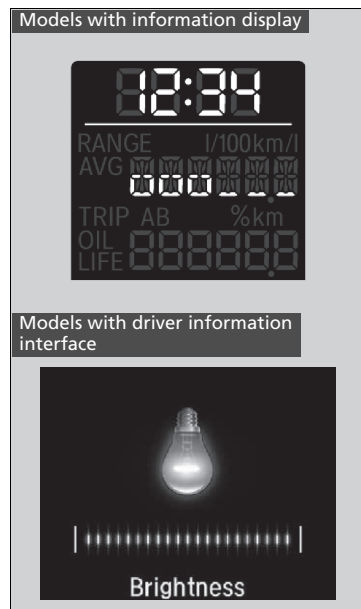 Models with information display
12:34
RANGE l/100km/l
AVG ooo_ _ _
TRIP AB %km
OIL
LIFE
Models with driver information
interface
Brightness